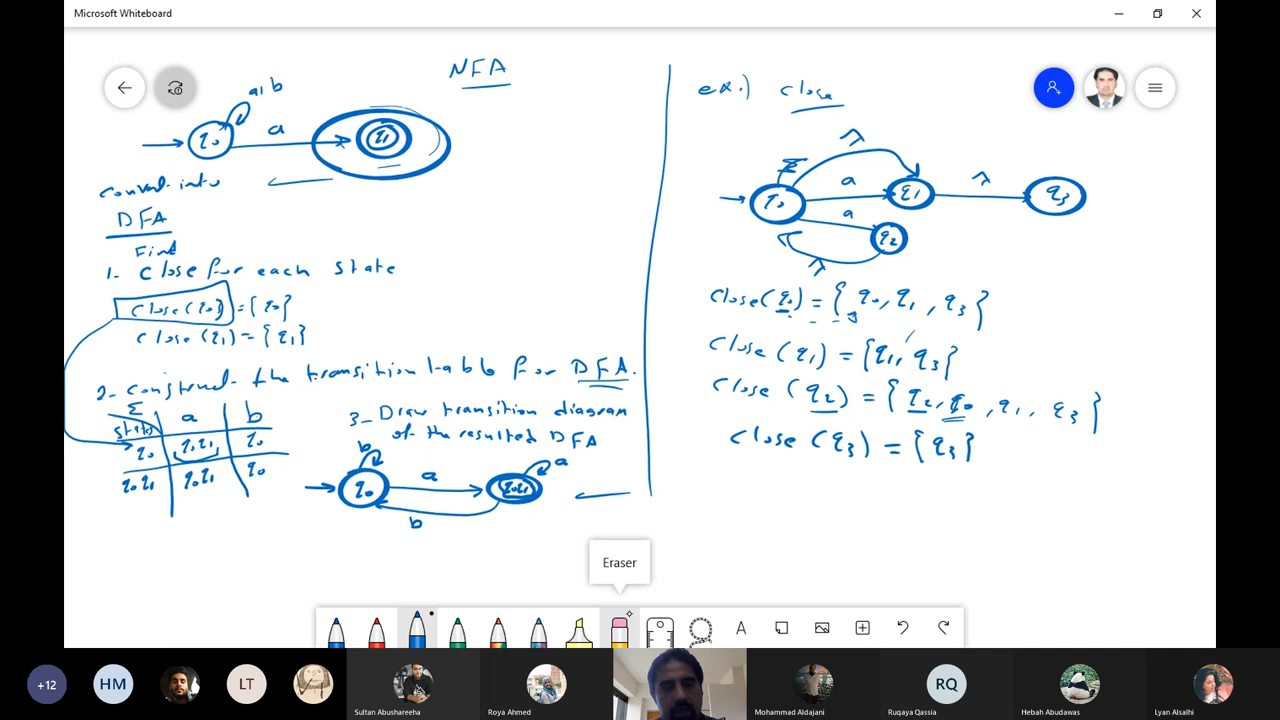 Microsoft Whiteboard
NFA
a, b
q0
a
q1
convert into
DFA
Find
1- close for each state
close(q0) = {q0}
close(q1) = {q1}
2- construct the transition table for DFA.
Σ
a
b
states
q0
q0q1
q0
q0q1
q0q1
q0
3- Draw transition diagram
of the resulted DFA
b
q0
a
q0q1
a
b
ex.) close
λ
q0
a
q1
λ
q3
a
q2
λ
close(q0) = {q0, q1, q3}
close(q1) = {q1, q3}
close(q2) = {q2, q0, q1, q3}
close(q3) = {q3}
Eraser
A
+12
HM
LT
Sultan Abushareeha
Roya Ahmed
Mohammad Aldajani
RQ
Ruqaya Qassia
Hebah Abudawas
Lyan Alsalhi